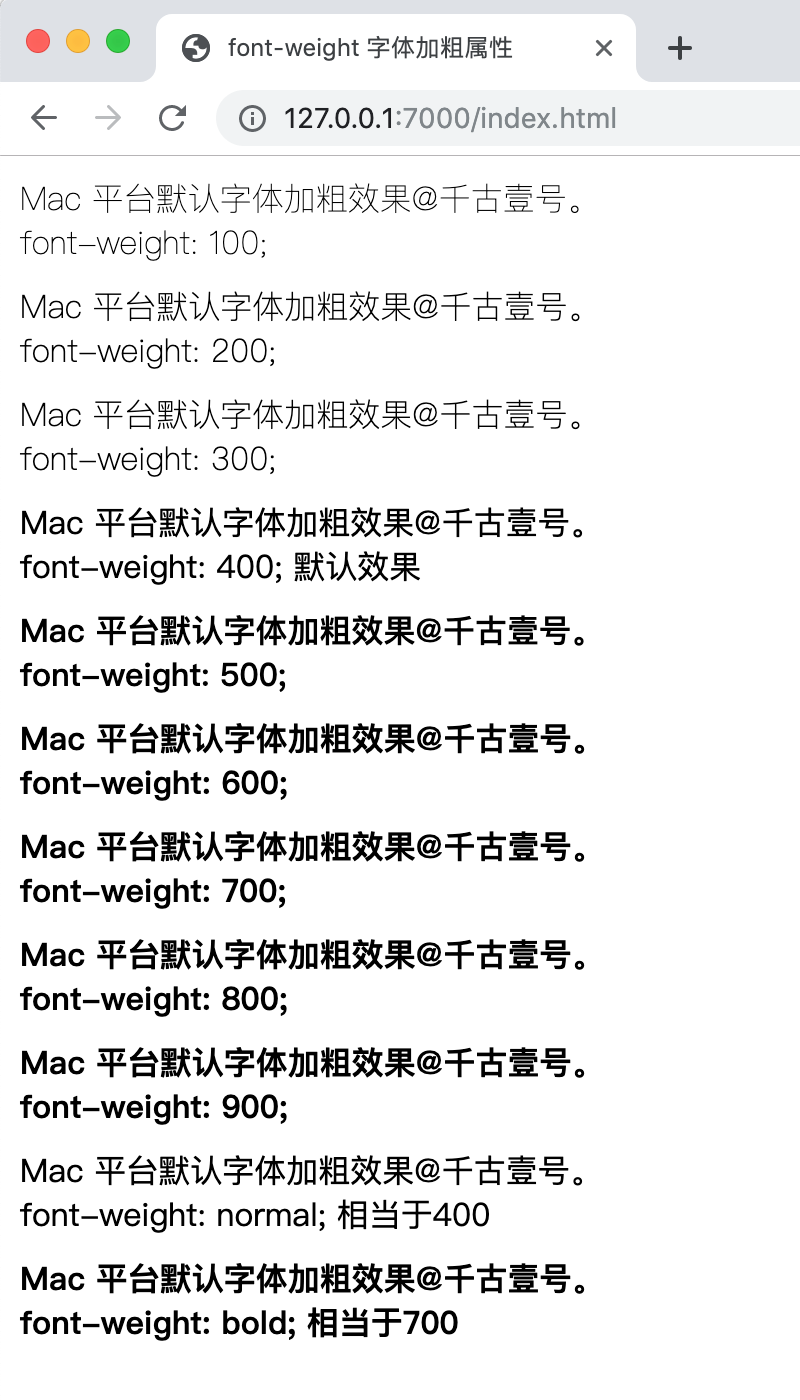 font-weight 字体加粗属性
127.0.0.1:7000/index.html
Mac 平台默认字体加粗效果@千古壹号。
font-weight: 100;
Mac 平台默认字体加粗效果@千古壹号。
font-weight: 200;
Mac 平台默认字体加粗效果@千古壹号。
font-weight: 300;
Mac 平台默认字体加粗效果@千古壹号。
font-weight: 400; 默认效果
Mac 平台默认字体加粗效果@千古壹号。
font-weight: 500;
Mac 平台默认字体加粗效果@千古壹号。
font-weight: 600;
Mac 平台默认字体加粗效果@千古壹号。
font-weight: 700;
Mac 平台默认字体加粗效果@千古壹号。
font-weight: 800;
Mac 平台默认字体加粗效果@千古壹号。
font-weight: 900;
Mac 平台默认字体加粗效果@千古壹号。
font-weight: normal; 相当于400
Mac 平台默认字体加粗效果@千古壹号。
font-weight: bold; 相当于700